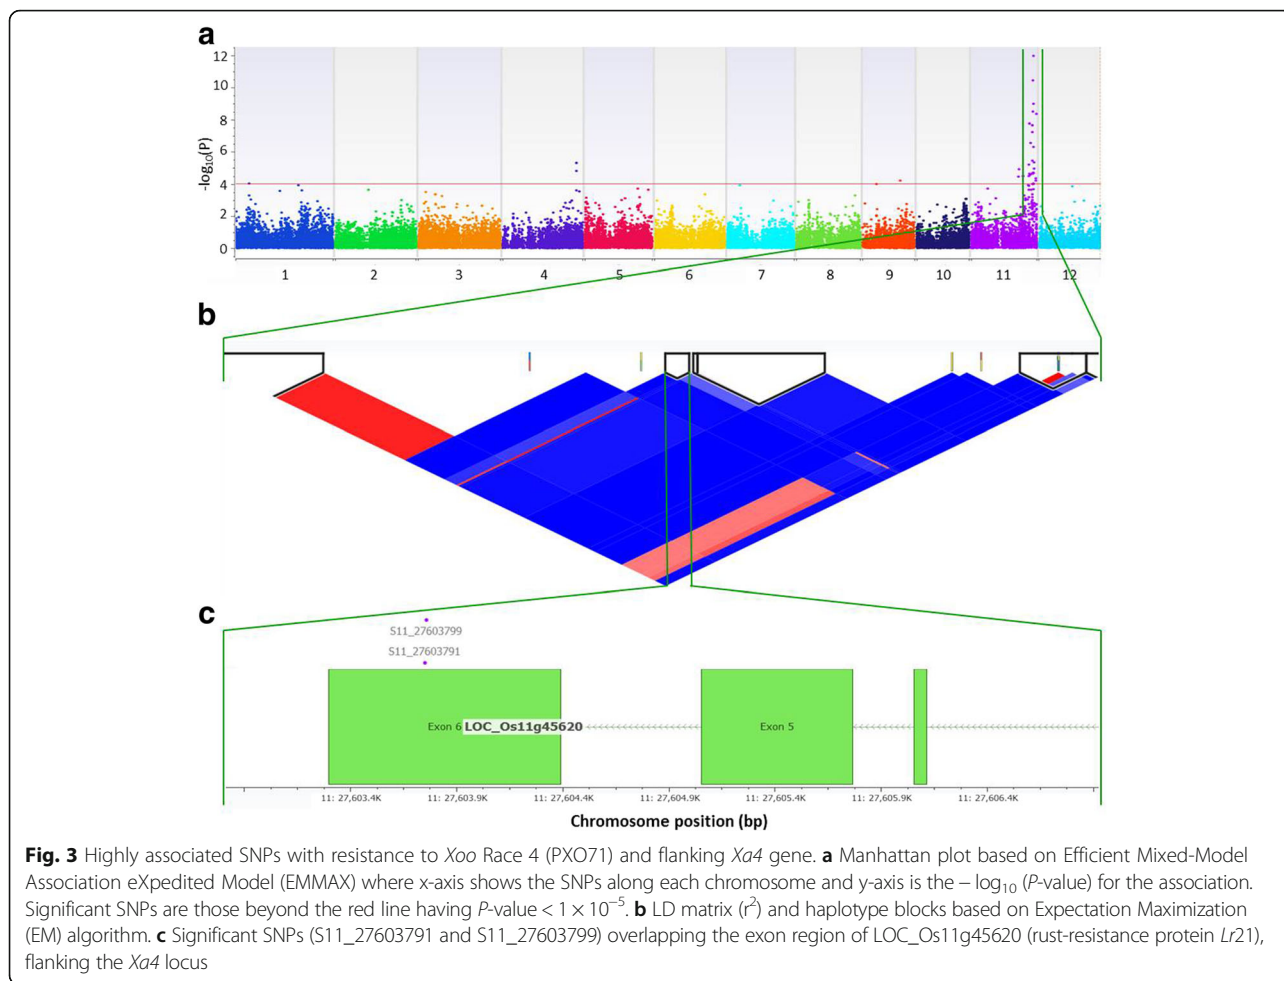 a
12
10
8
6
4
2
0
-log10(P)
1 2 3 4 5 6 7 8 9 10 11 12
b
c
S11_27603799
S11_27603791
Exon 6 LOC_Os11g45620 Exon 5
11: 27,603.4K 11: 27,603.9K 11: 27,604.4K 11: 27,604.9K 11: 27,605.4K 11: 27,605.9K 11: 27,606.4K
Chromosome position (bp)
Fig. 3 Highly associated SNPs with resistance to Xoo Race 4 (PXO71) and flanking Xa4 gene. a Manhattan plot based on Efficient Mixed-Model
Association eXpedited Model (EMMAX) where x-axis shows the SNPs along each chromosome and y-axis is the − log10 (P-value) for the association.
Significant SNPs are those beyond the red line having P-value < 1 × 10−5. b LD matrix (r2) and haplotype blocks based on Expectation Maximization
(EM) algorithm. c Significant SNPs (S11_27603791 and S11_27603799) overlapping the exon region of LOC_Os11g45620 (rust-resistance protein Lr21),
flanking the Xa4 locus